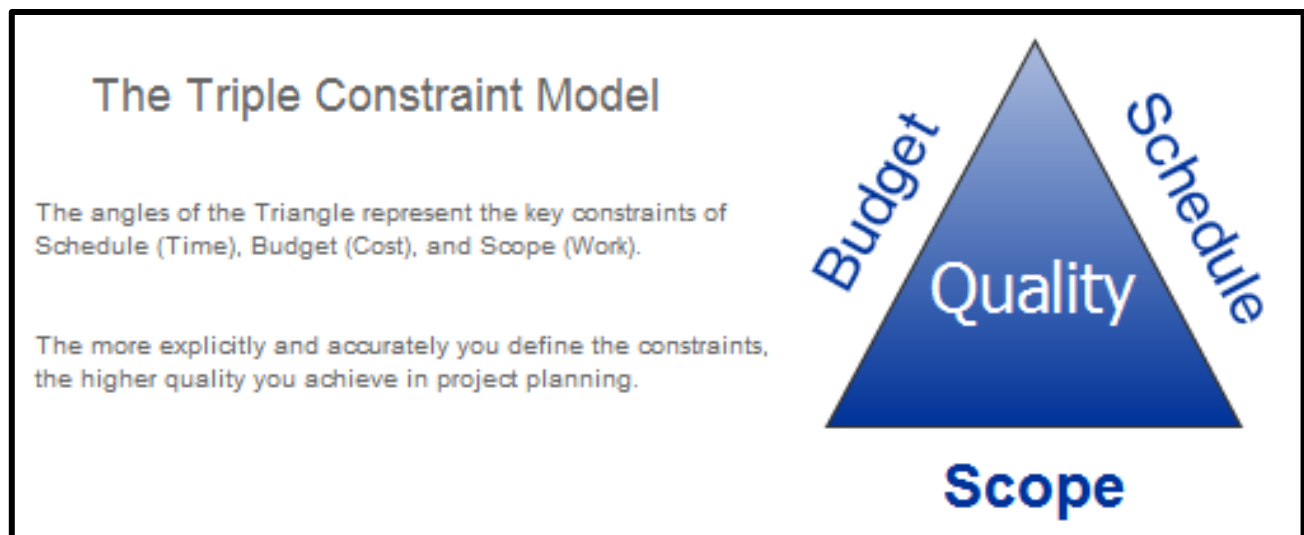 The Triple Constraint Model
The angles of the Triangle represent the key constraints of
Schedule (Time), Budget (Cost), and Scope (Work).
The more explicitly and accurately you define the constraints,
the higher quality you achieve in project planning.
Budget
Schedule
Quality
Scope